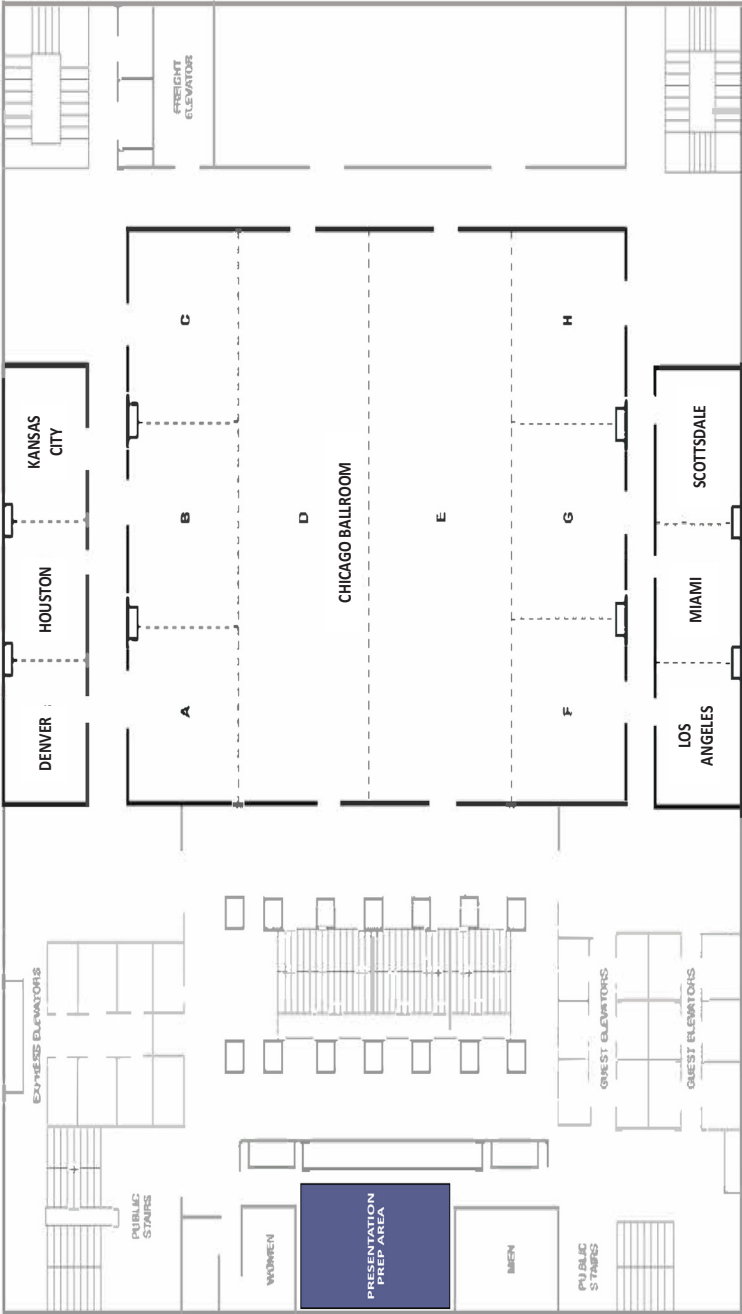 FREIGHT
ELEVATOR
KANSAS
CITY
HOUSTON
DENVER
C
B
A
D
CHICAGO BALLROOM
E
H
G
F
SCOTTSDALE
MIAMI
LOS
ANGELES
EXPRESS ELEVATORS
GUEST ELEVATORS
GUEST ELEVATORS
PUBLIC
STAIRS
WOMEN
PRESENTATION
PREP AREA
MEN
PUBLIC
STAIRS